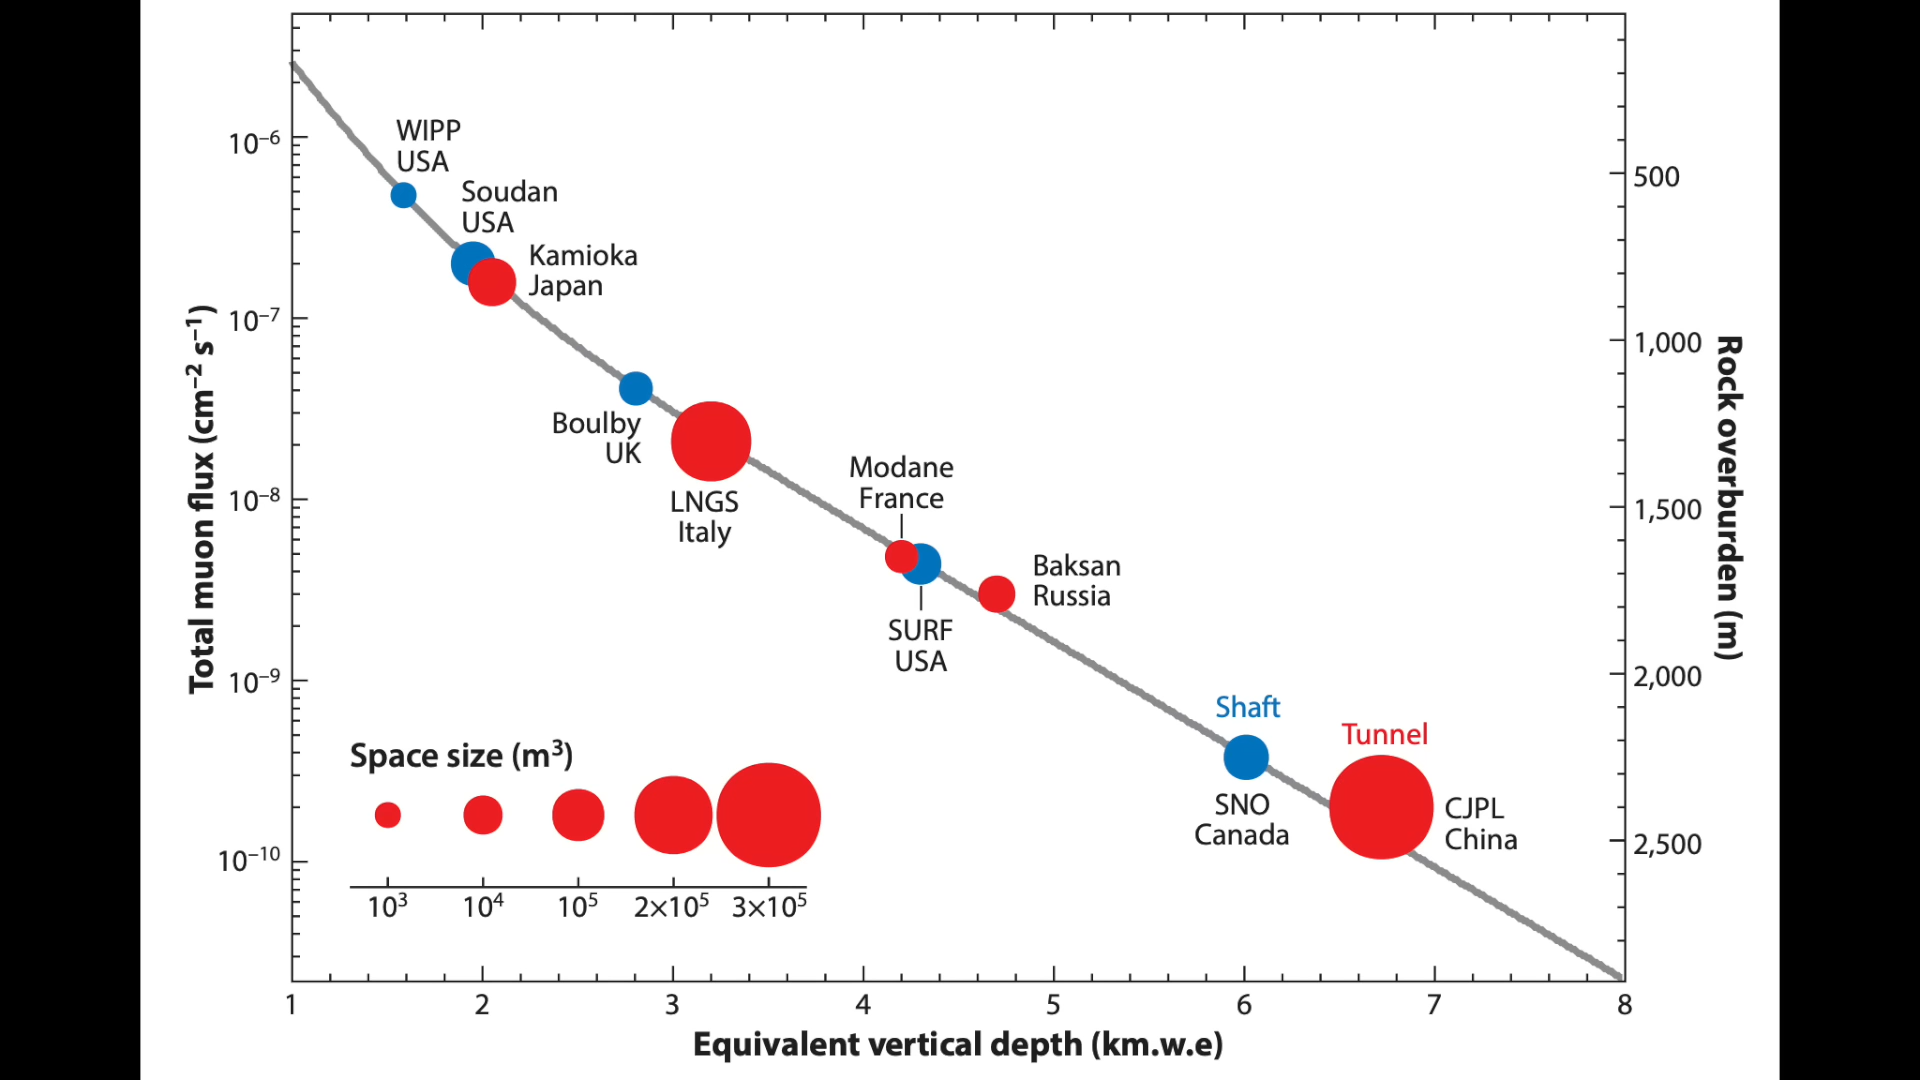 WIPP
USA
Soudan
USA
Kamioka
Japan
Boulby
UK
LNGS
Italy
Modane
France
SURF
USA
Baksan
Russia
Shaft
SNO
Canada
Tunnel
CJPL
China
Space size (m³)
10³ 10⁴ 10⁵ 2×10⁵ 3×10⁵
Total muon flux (cm⁻² s⁻¹)
10⁻⁶
10⁻⁷
10⁻⁸
10⁻⁹
10⁻¹⁰
500
1,000
1,500
2,000
2,500
Rock overburden (m)
1 2 3 4 5 6 7 8
Equivalent vertical depth (km.w.e)